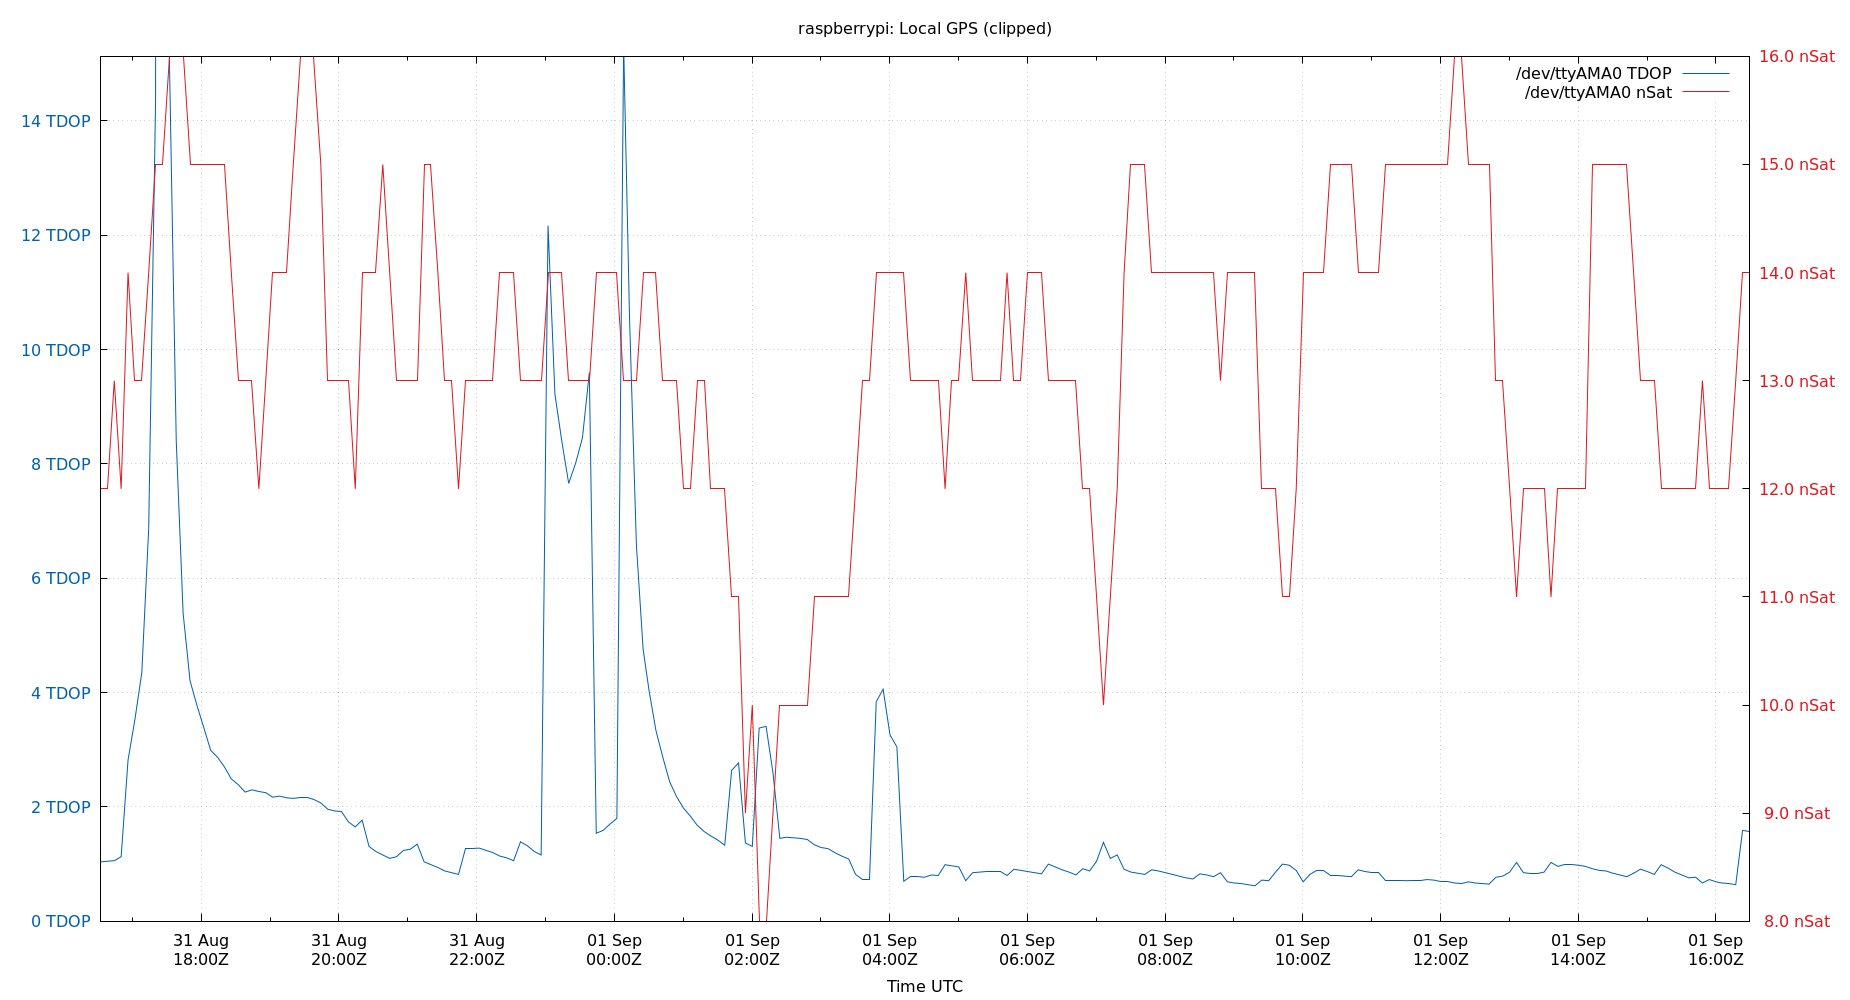 raspberrypi: Local GPS (clipped)
/dev/ttyAMA0 TDOP
/dev/ttyAMA0 nSat
14 TDOP
12 TDOP
10 TDOP
8 TDOP
6 TDOP
4 TDOP
2 TDOP
0 TDOP
16.0 nSat
15.0 nSat
14.0 nSat
13.0 nSat
12.0 nSat
11.0 nSat
10.0 nSat
9.0 nSat
8.0 nSat
31 Aug
18:00Z
31 Aug
20:00Z
31 Aug
22:00Z
01 Sep
00:00Z
01 Sep
02:00Z
01 Sep
04:00Z
01 Sep
06:00Z
01 Sep
08:00Z
01 Sep
10:00Z
01 Sep
12:00Z
01 Sep
14:00Z
01 Sep
16:00Z
Time UTC